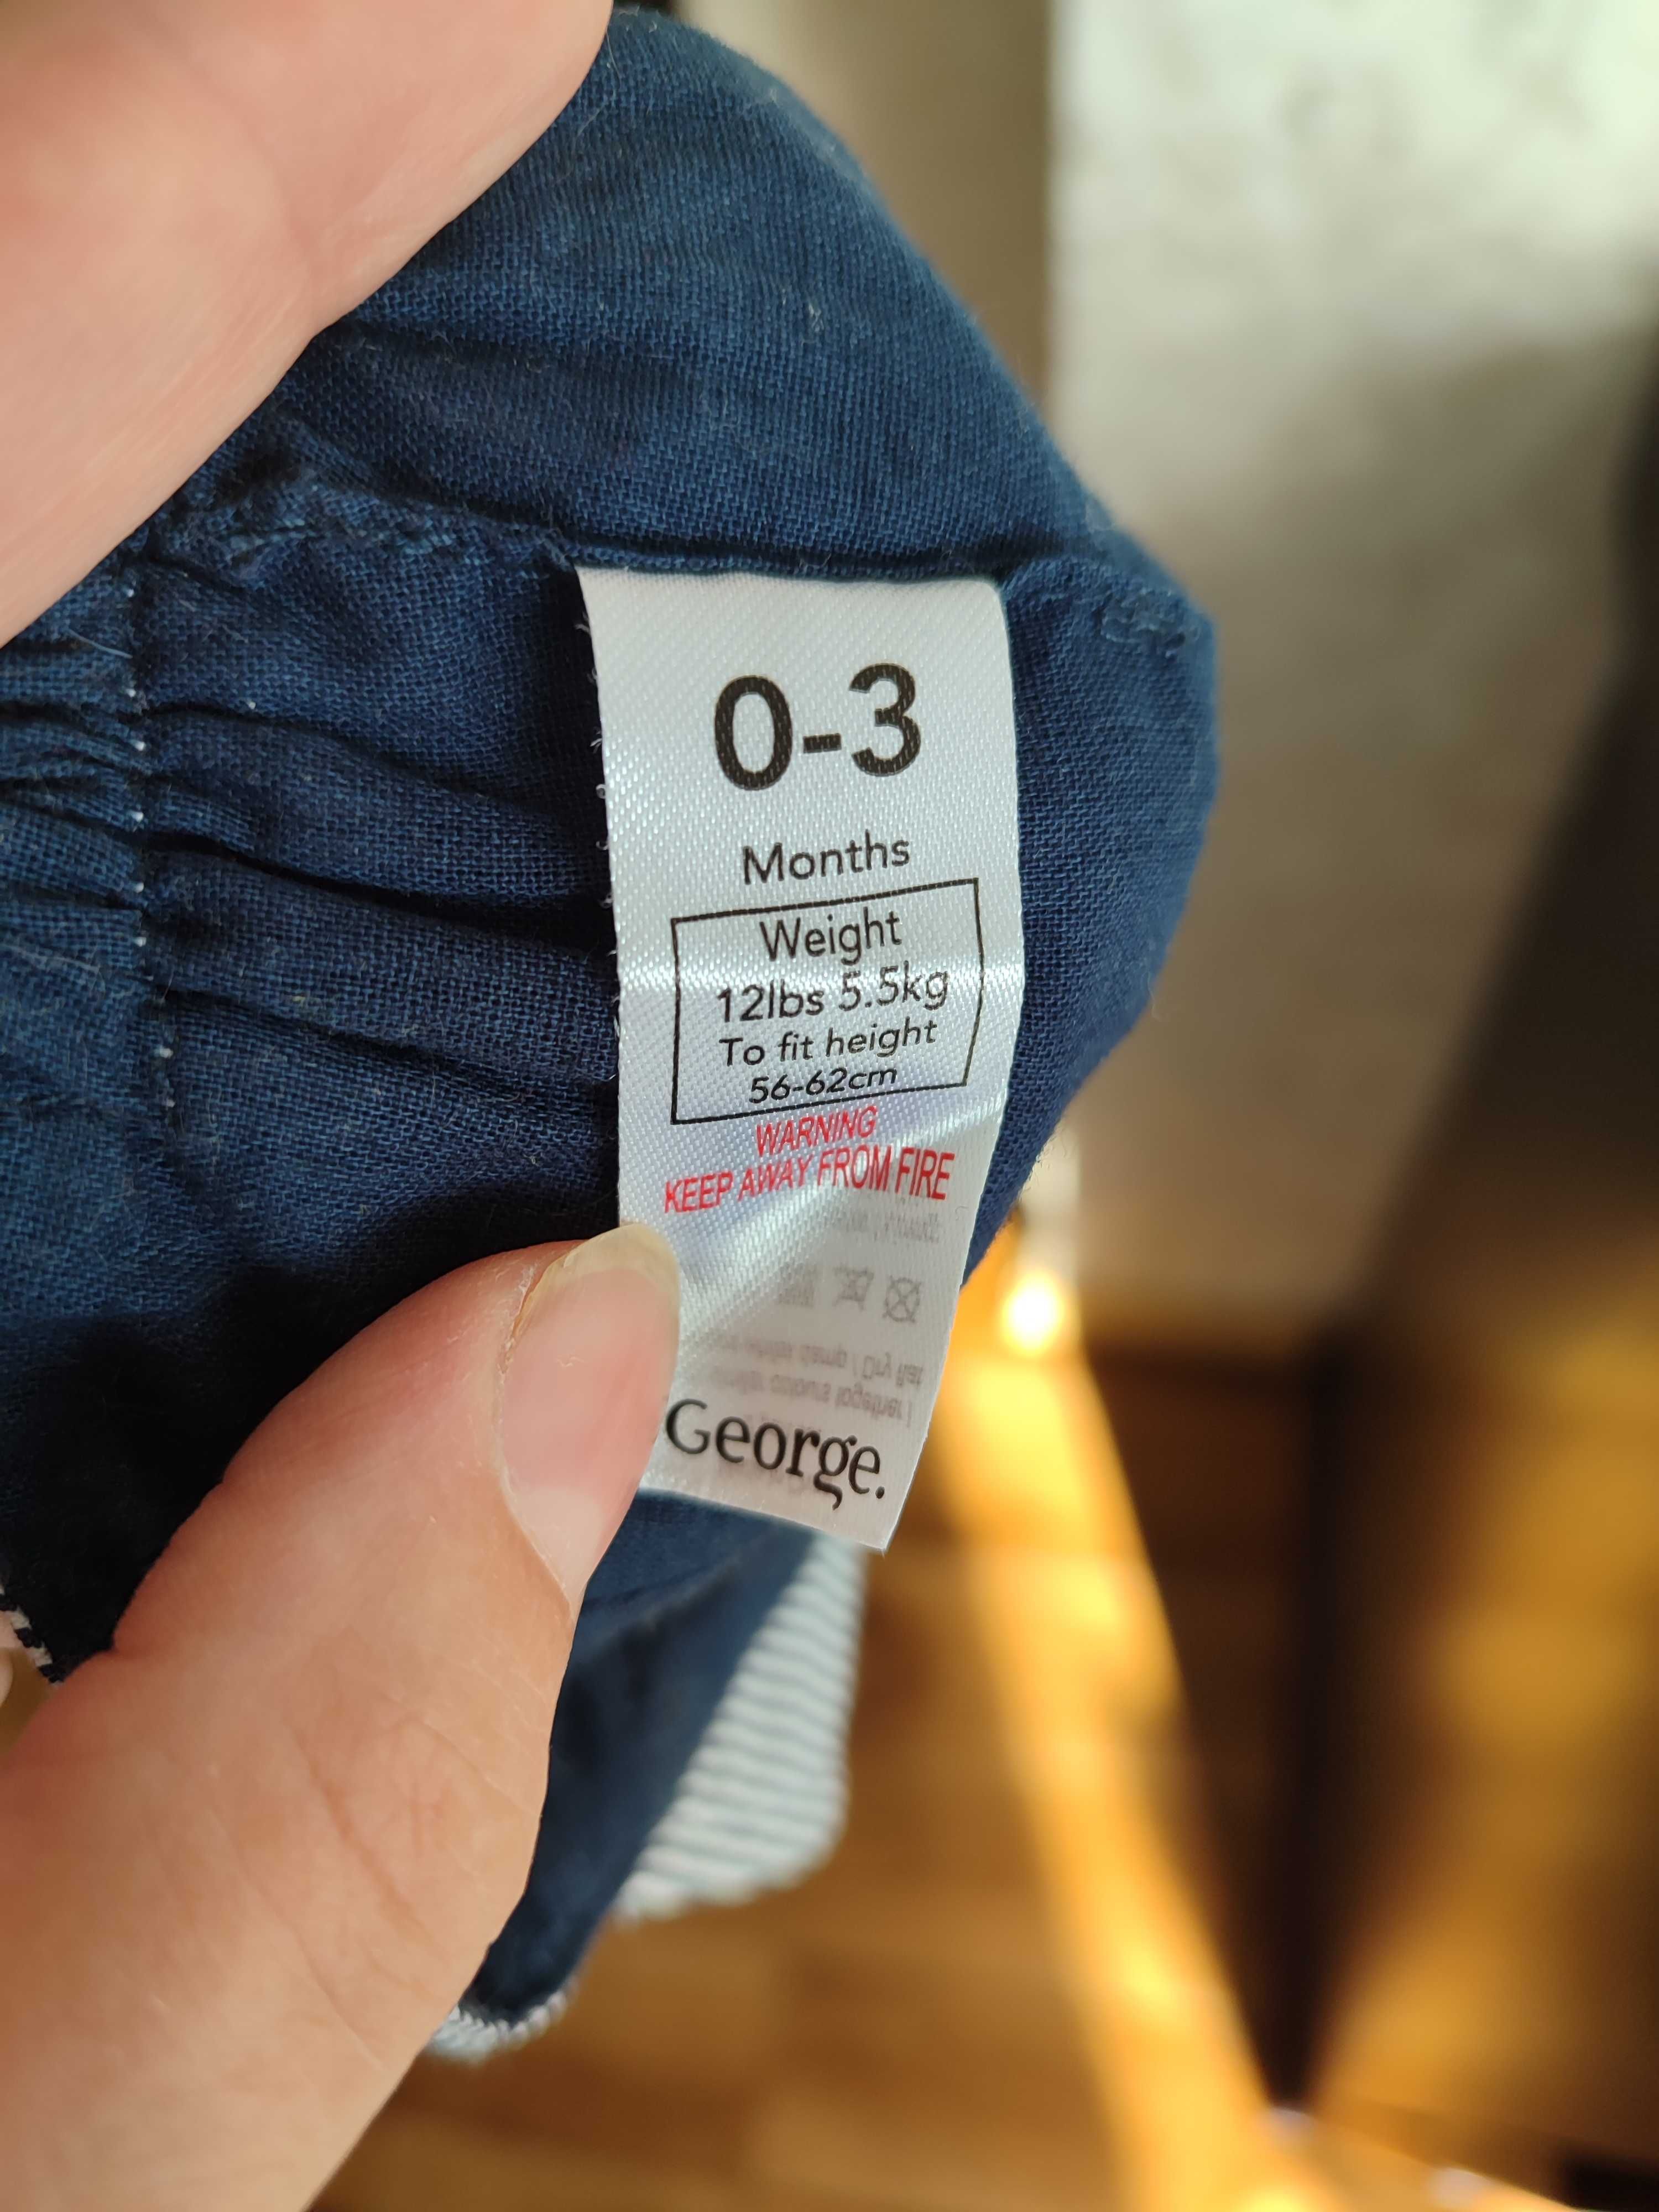 0-3
Months
Weight
12lbs 5.5kg
To fit height
56-62cm
WARNING
KEEP AWAY FROM FIRE
George.